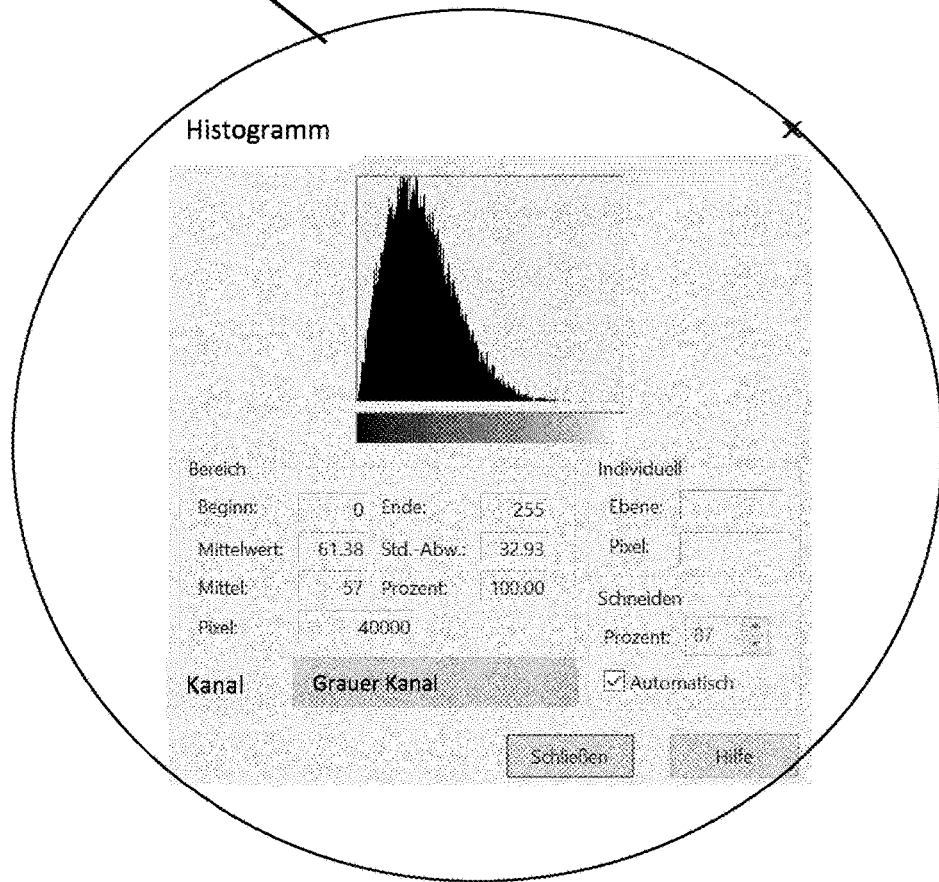 Histogramm X
Bereich
Beginn: 0 Ende: 255
Mittelwert: 61.38 Std.-Abw.: 32.93
Mittel: 57 Prozent: 100.00
Pixel: 40000
Kanal Grauer Kanal
Individuell
Ebene:
Pixel:
Schneiden
Prozent: 87
Automatisch
Schließen Hilfe